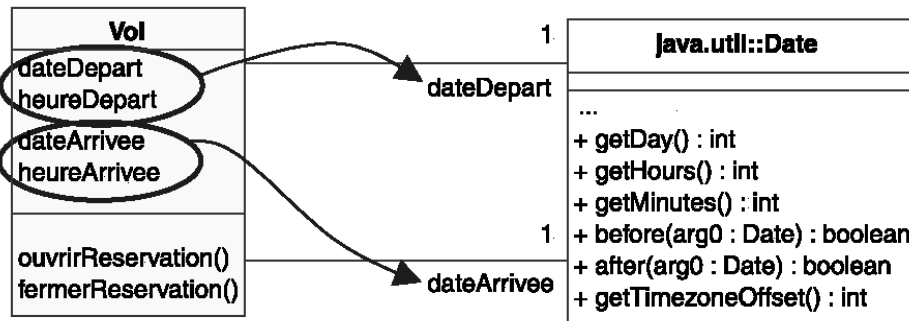 Vol
dateDepart
heureDepart
dateArrivee
heureArrivee
ouvrirReservation()
fermerReservation()
1
dateDepart
1
dateArrivee
java.util::Date
...
+ getDay() : int
+ getHours() : int
+ getMinutes() : int
+ before(arg0 : Date) : boolean
+ after(arg0 : Date) : boolean
+ getTimezoneOffset() : int